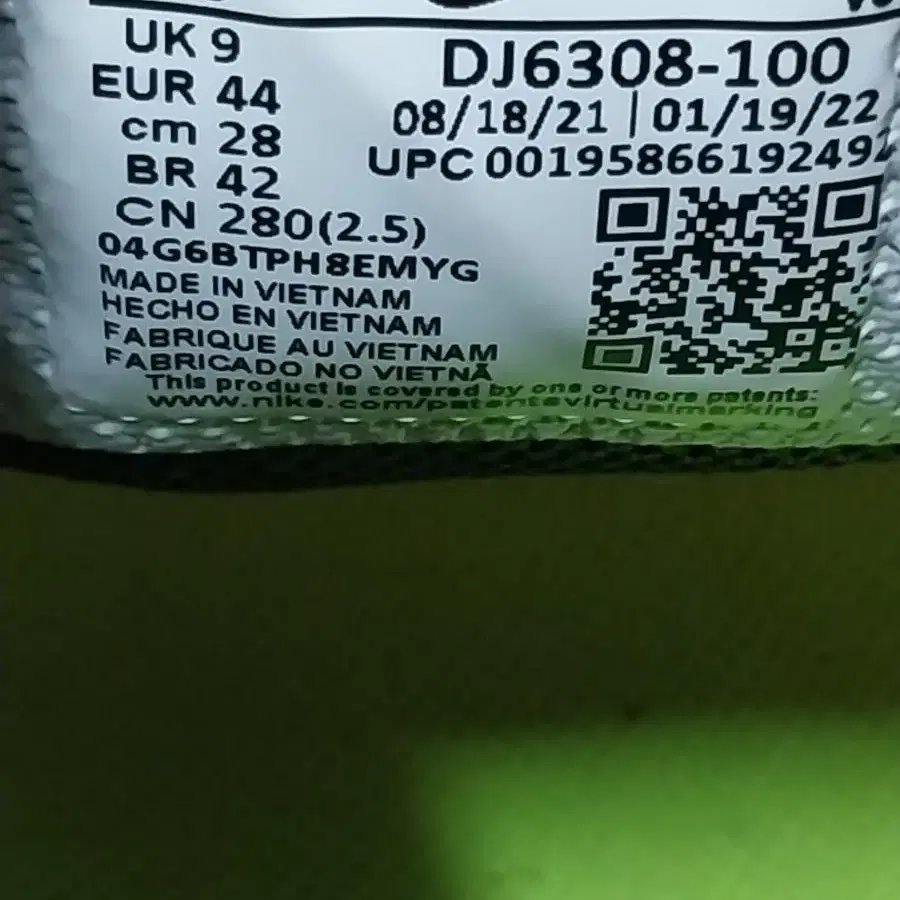 UK 9
EUR 44
cm 28
BR 42
CN 280(2.5)
04G6BTPH8EMYG
MADE IN VIETNAM
HECHO EN VIETNAM
FABRIQUE AU VIETNAM
FABRICADO NO VIETNÃ
DJ6308-100
08/18/21 | 01/19/22
UPC 00195866192492
This product is covered by one or more patents:
www.nike.com/patentsvirtualmarking